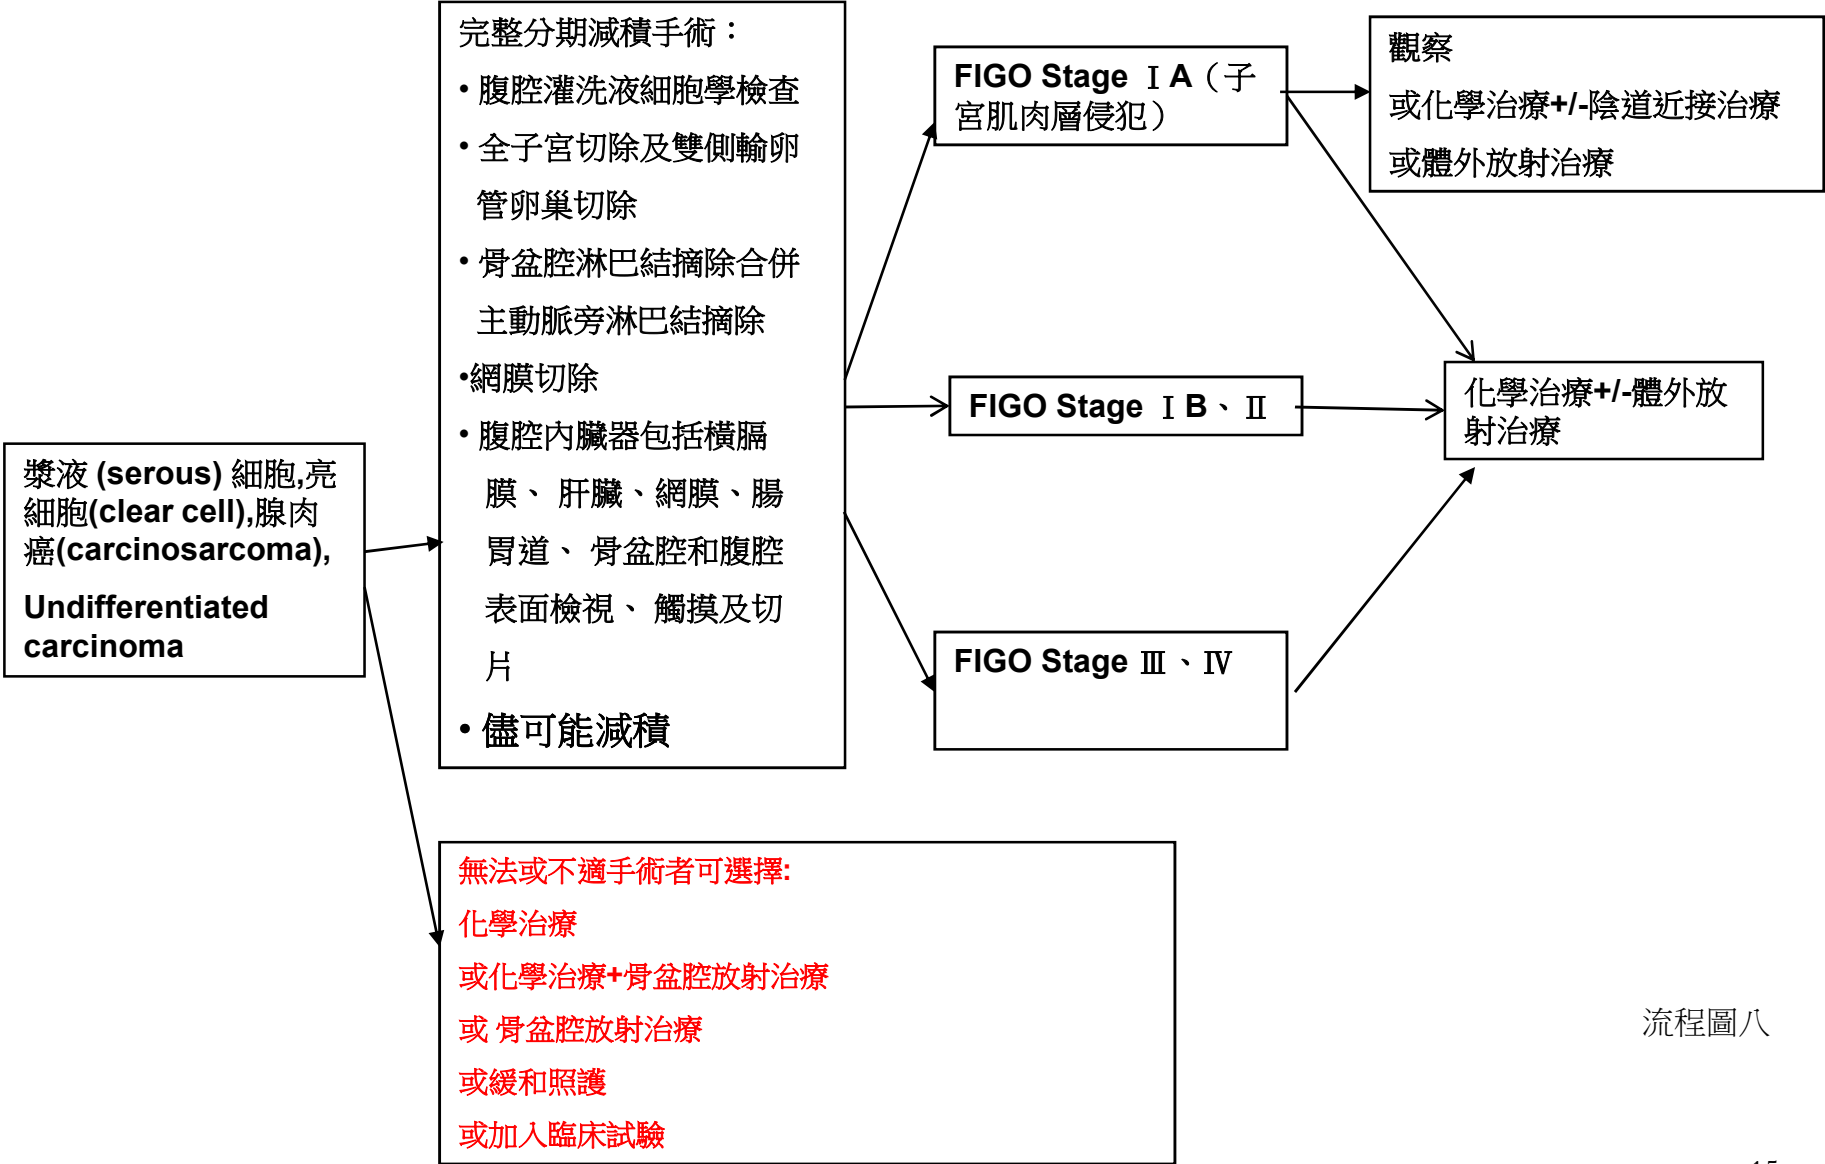 漿液 (serous) 細胞,亮
細胞(clear cell),腺肉
癌(carcinosarcoma),
Undifferentiated
carcinoma
完整分期減積手術：
• 腹腔灌洗液細胞學檢查
• 全子宮切除及雙側輸卵
管卵巢切除
• 骨盆腔淋巴結摘除合併
主動脈旁淋巴結摘除
•網膜切除
• 腹腔內臟器包括橫膈
膜、 肝臟、網膜、腸
胃道、 骨盆腔和腹腔
表面檢視、 觸摸及切
片
• 儘可能減積
FIGO Stage ⅠA（子
宮肌肉層侵犯）
FIGO Stage ⅠB、Ⅱ
FIGO Stage Ⅲ、Ⅳ
觀察
或化學治療+/-陰道近接治療
或體外放射治療
化學治療+/-體外放
射治療
無法或不適手術者可選擇:
化學治療
或化學治療+骨盆腔放射治療
或 骨盆腔放射治療
或緩和照護
或加入臨床試驗
流程圖八